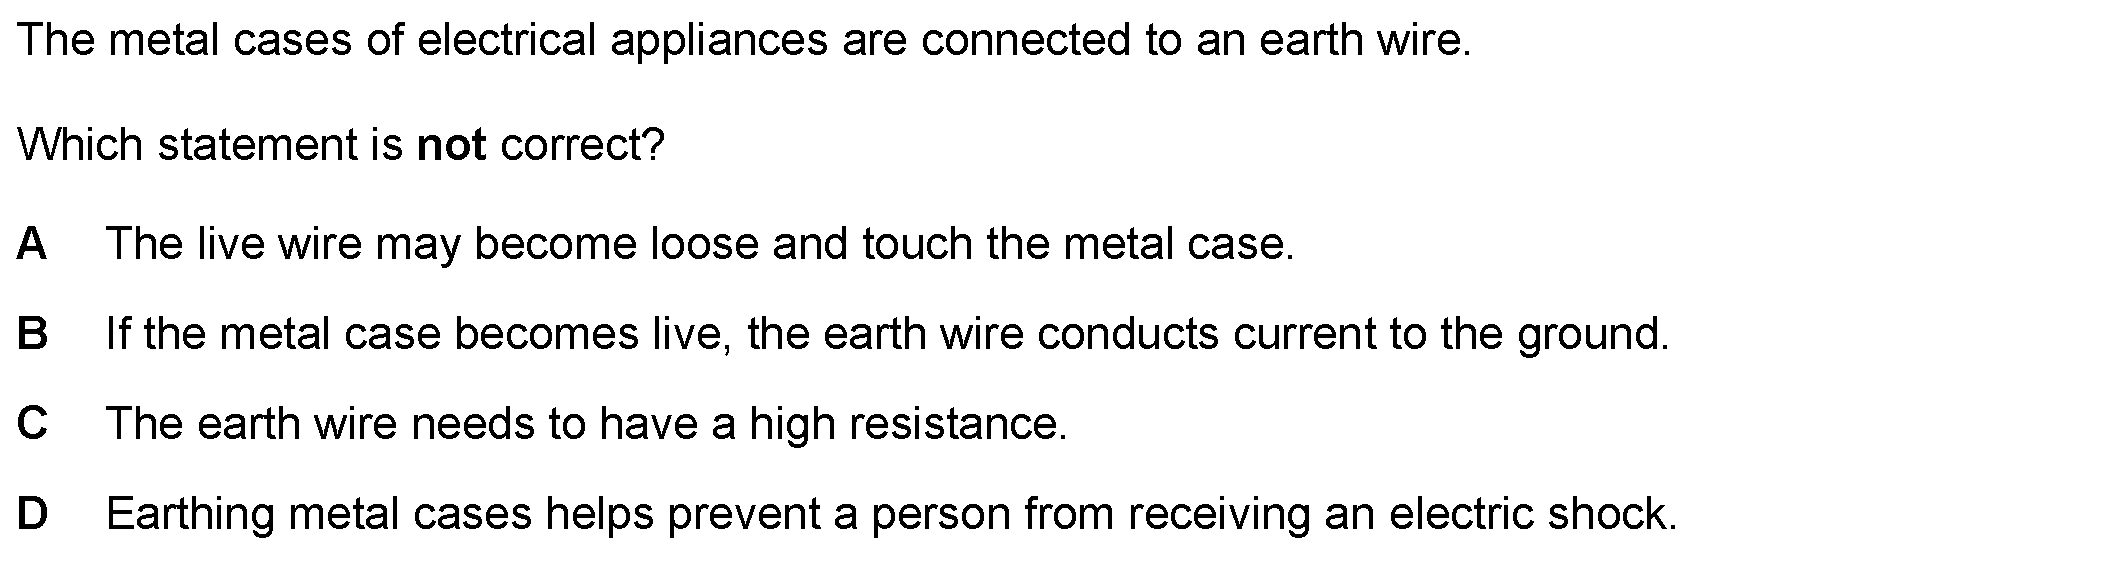 The metal cases of electrical appliances are connected to an earth wire.
Which statement is not correct?
A The live wire may become loose and touch the metal case.
B If the metal case becomes live, the earth wire conducts current to the ground.
C The earth wire needs to have a high resistance.
D Earthing metal cases helps prevent a person from receiving an electric shock.